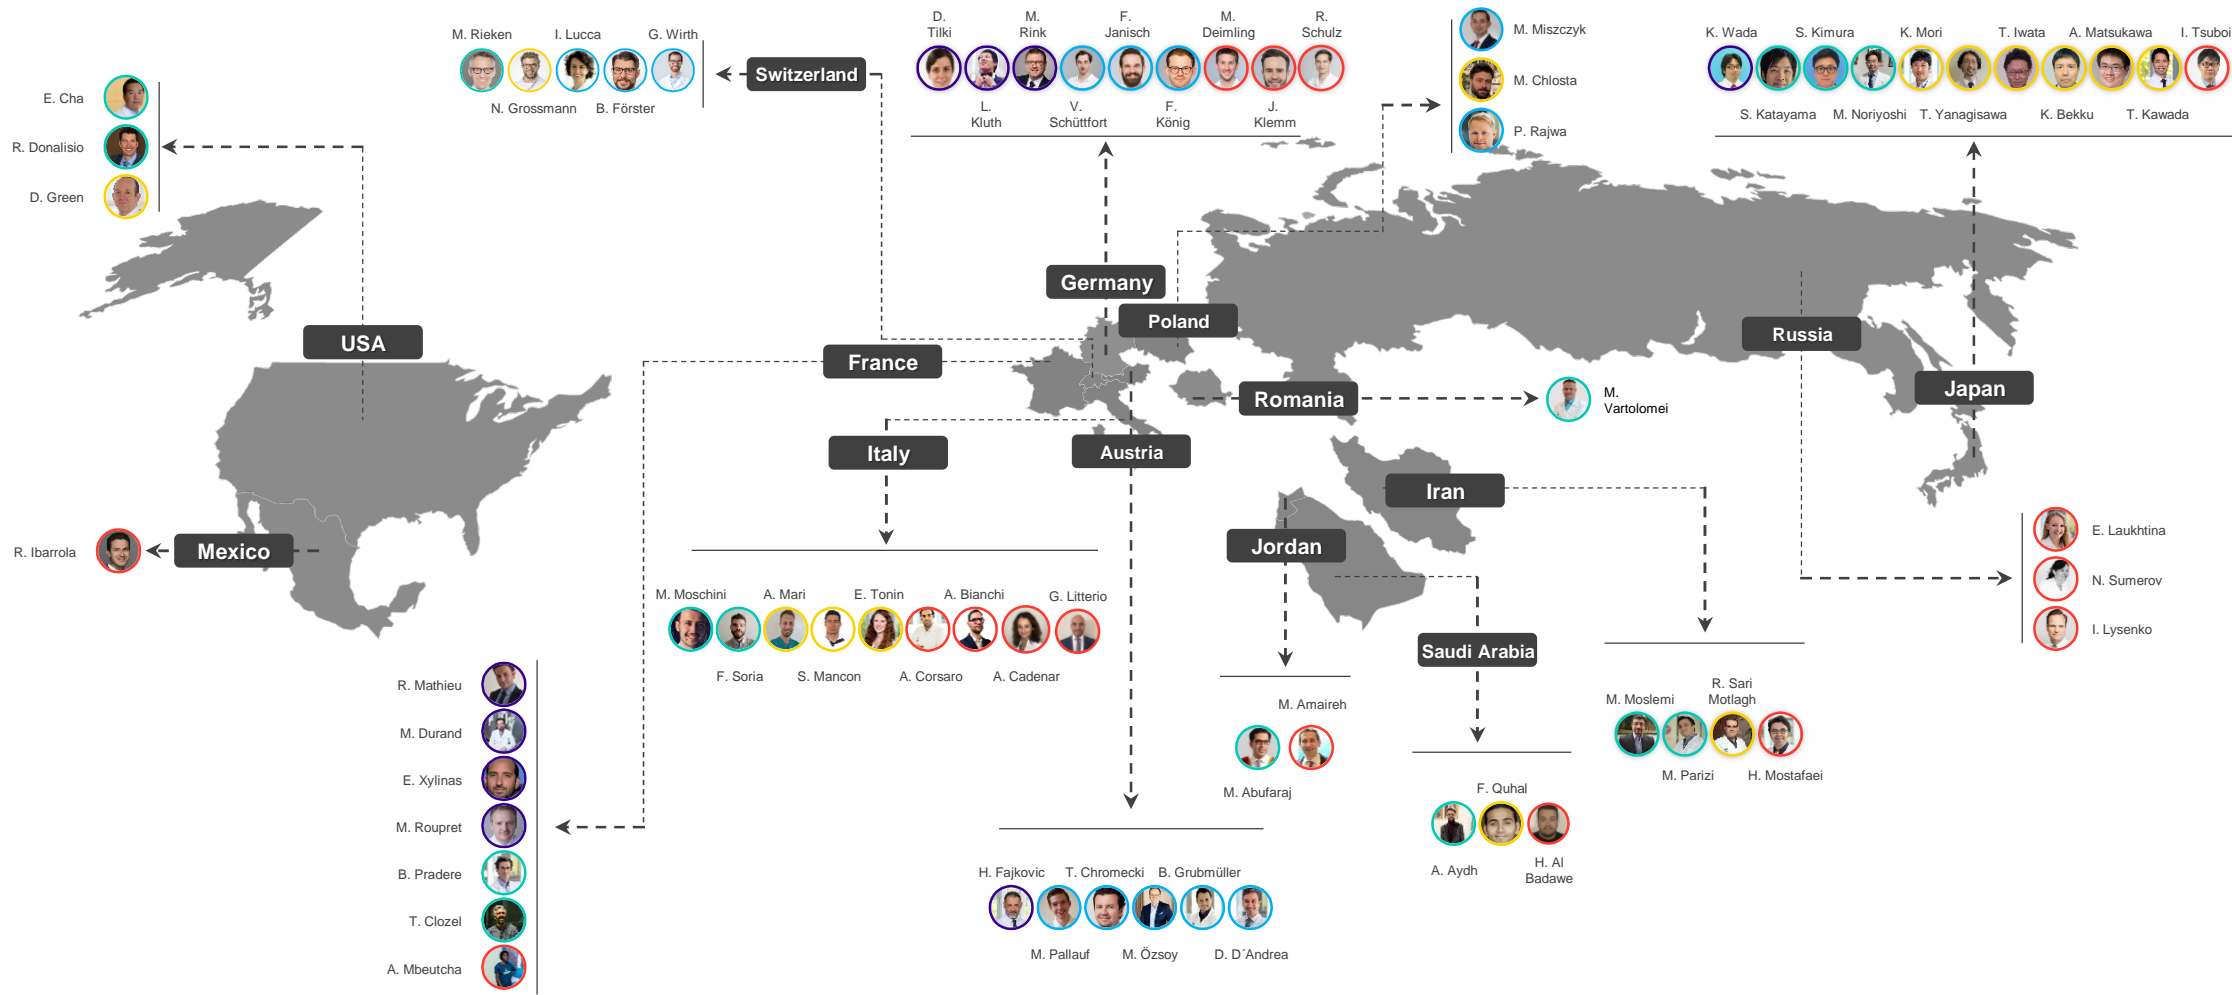 M. Rieken
I. Lucca
G. Wirth
N. Grossmann
B. Förster
Switzerland
D.
Tilki
M.
Rink
F.
Janisch
M.
Deimling
R.
Schulz
L.
Kluth
V.
Schüttfort
F.
König
J.
Klemm
M. Miszczyk
M. Chlosta
P. Rajwa
K. Wada
S. Kimura
K. Mori
T. Iwata
A. Matsukawa
I. Tsuboi
S. Katayama
M. Noriyoshi
T. Yanagisawa
K. Bekku
T. Kawada
E. Cha
R. Donalisio
D. Green
USA
Germany
Poland
France
Romania
M.
Vartolomei
Russia
Japan
Italy
Austria
Iran
Jordan
Mexico
R. Ibarrola
E. Laukhtina
N. Sumerov
I. Lysenko
M. Moschini
A. Mari
E. Tonin
A. Bianchi
G. Litterio
F. Soria
S. Mancon
A. Corsaro
A. Cadenar
Saudi Arabia
M. Amaireh
M. Abufaraj
R. Sari
Motlagh
M. Moslemi
M. Parizi
H. Mostafaei
F. Quhal
A. Aydh
H. Al
Badawe
R. Mathieu
M. Durand
E. Xylinas
M. Roupret
B. Pradere
T. Clozel
A. Mbeutcha
H. Fajkovic
T. Chromecki
B. Grubmüller
M. Pallauf
M. Özsoy
D. D´Andrea